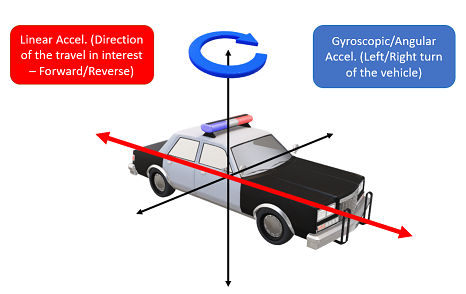 Linear Accel. (Direction
of the travel in interest
– Forward/Reverse)
Gyroscopic/Angular
Accel. (Left/Right turn
of the vehicle)